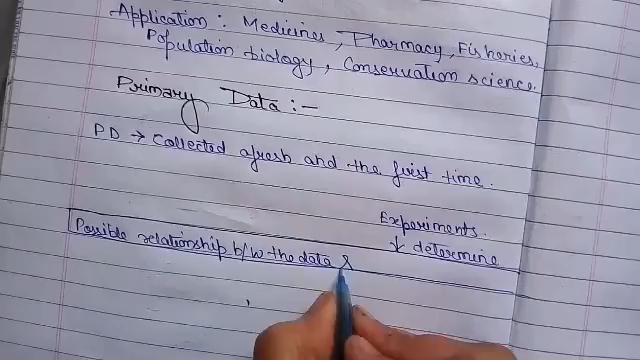 Application: Medicines, Pharmacy, Fisheries,
Population biology, Conservation science.
Primary Data :-
PD → Collected afresh and the first time.
Experiments.
↓ determine
Possible relationship b/w the data &